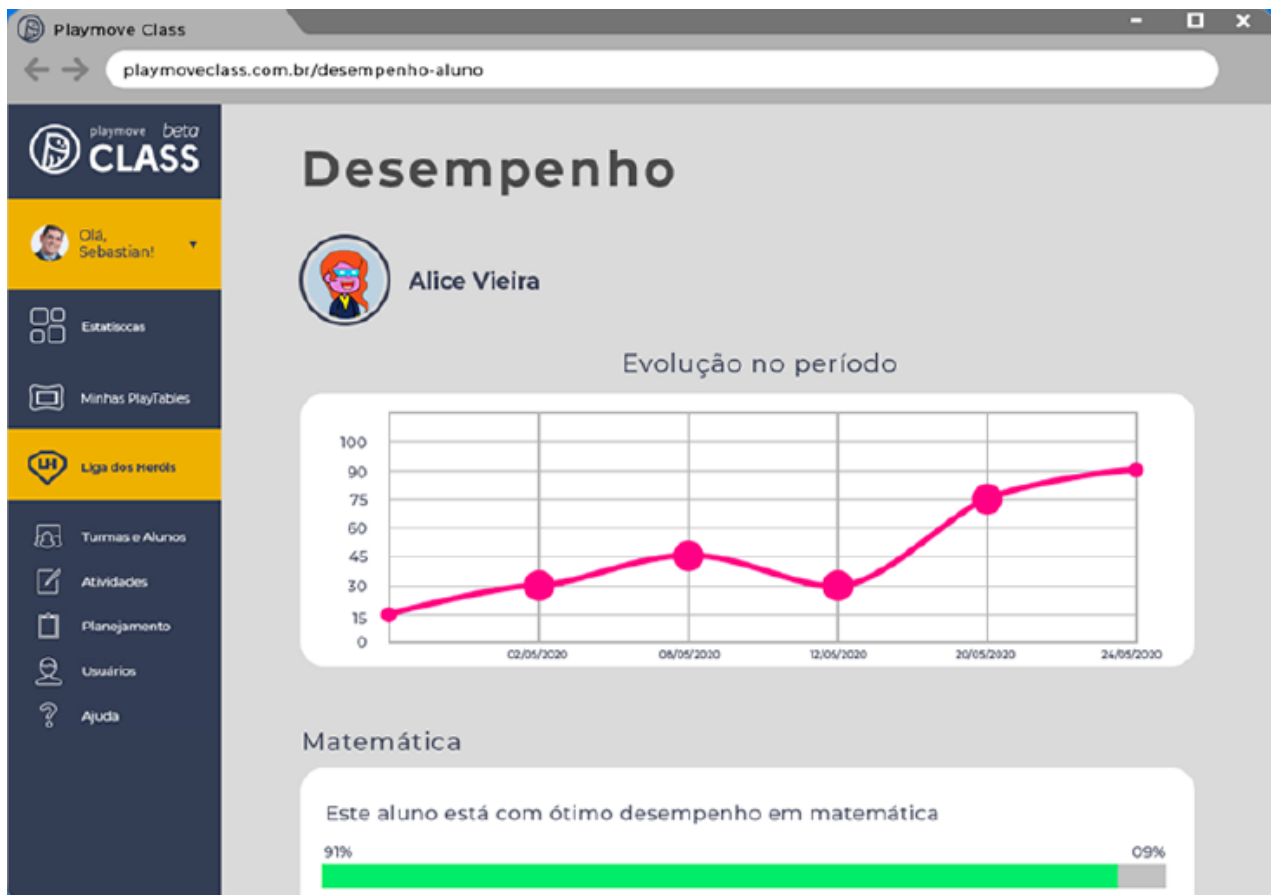 Playmove Class
playmoveclass.com.br/desempenho-aluno
playmove beta
CLASS
Olá,
Sebastian!
Estatisocas
Minhas PlayTables
LH
Liga dos Heróis
Turmas e Alunos
Atividades
Planejamento
Usuários
? Ajuda
Desempenho
Alice Vieira
Evolução no período
100
90
75
60
45
30
15
0
02/05/2020 08/05/2020 12/05/2020 20/05/2020 24/05/2020
Matemática
Este aluno está com ótimo desempenho em matemática
91% 09%